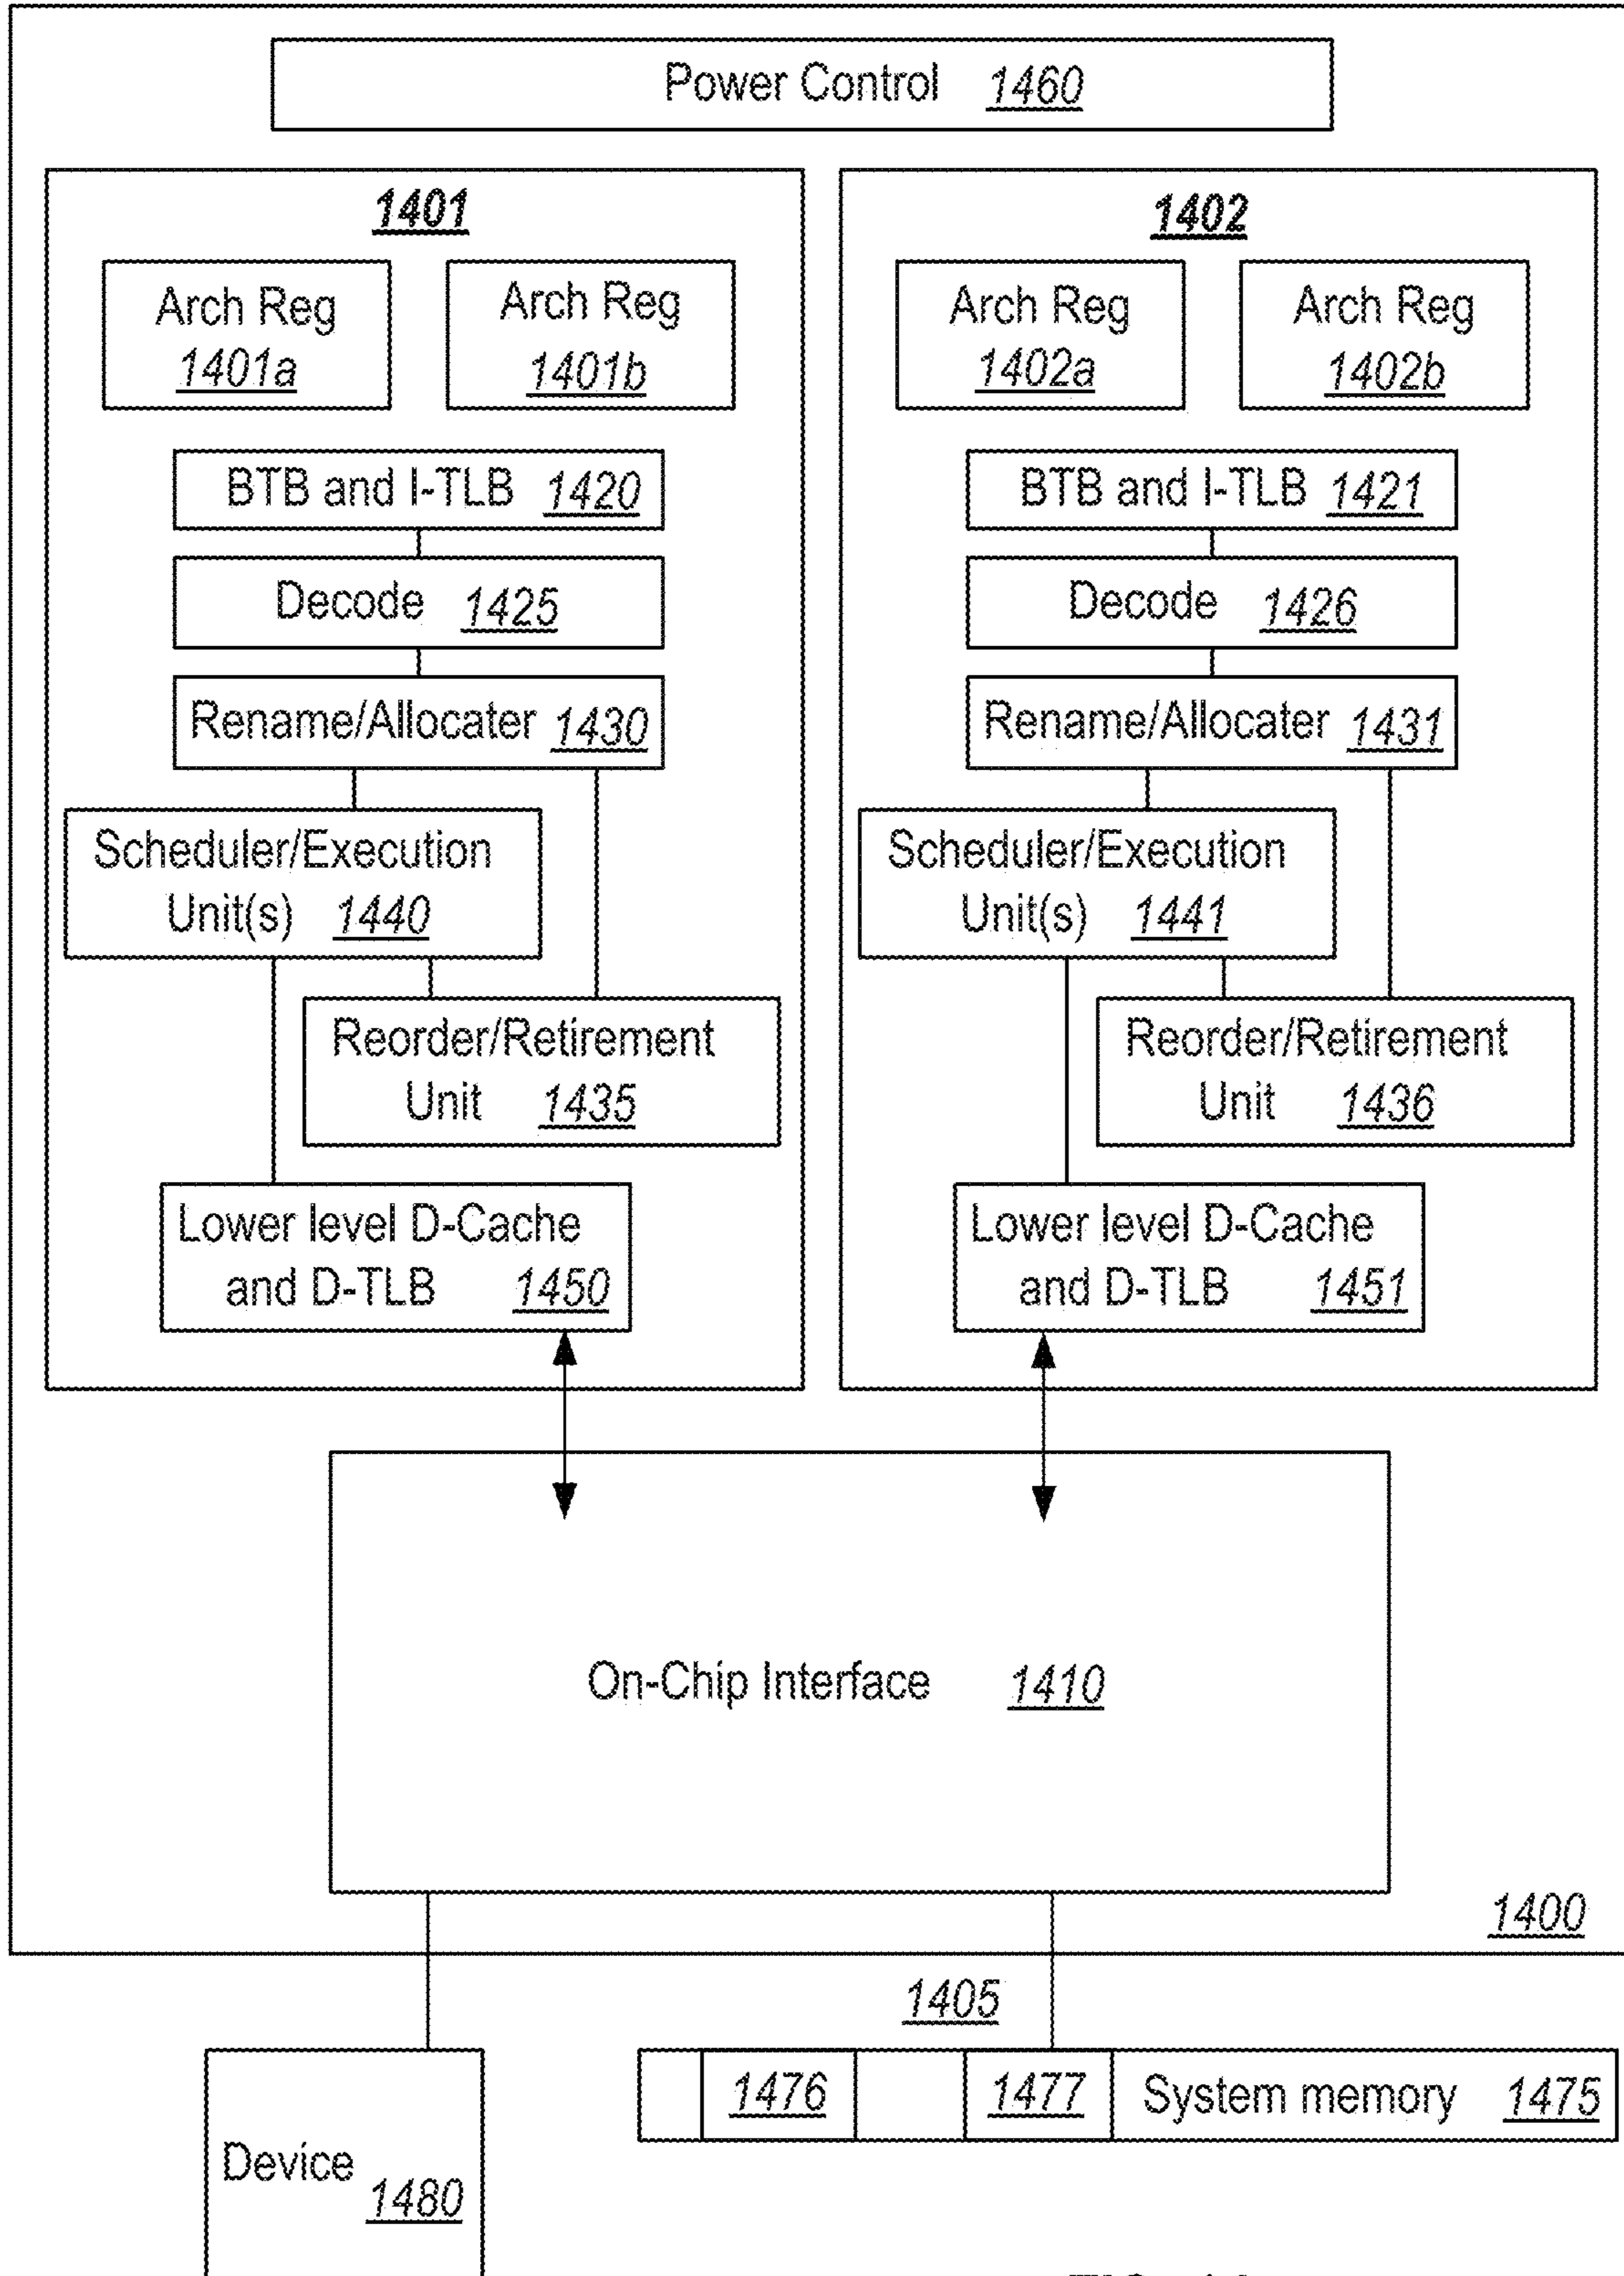 Power Control 1460
1401
Arch Reg
1401a
Arch Reg
1401b
BTB and I-TLB 1420
Decode 1425
Rename/Allocater 1430
Scheduler/Execution
Unit(s) 1440
Reorder/Retirement
Unit 1435
Lower level D-Cache
and D-TLB 1450
1402
Arch Reg
1402a
Arch Reg
1402b
BTB and I-TLB 1421
Decode 1426
Rename/Allocater 1431
Scheduler/Execution
Unit(s) 1441
Reorder/Retirement
Unit 1436
Lower level D-Cache
and D-TLB 1451
On-Chip Interface 1410
1400
1405
1476 1477 System memory 1475
Device 1480